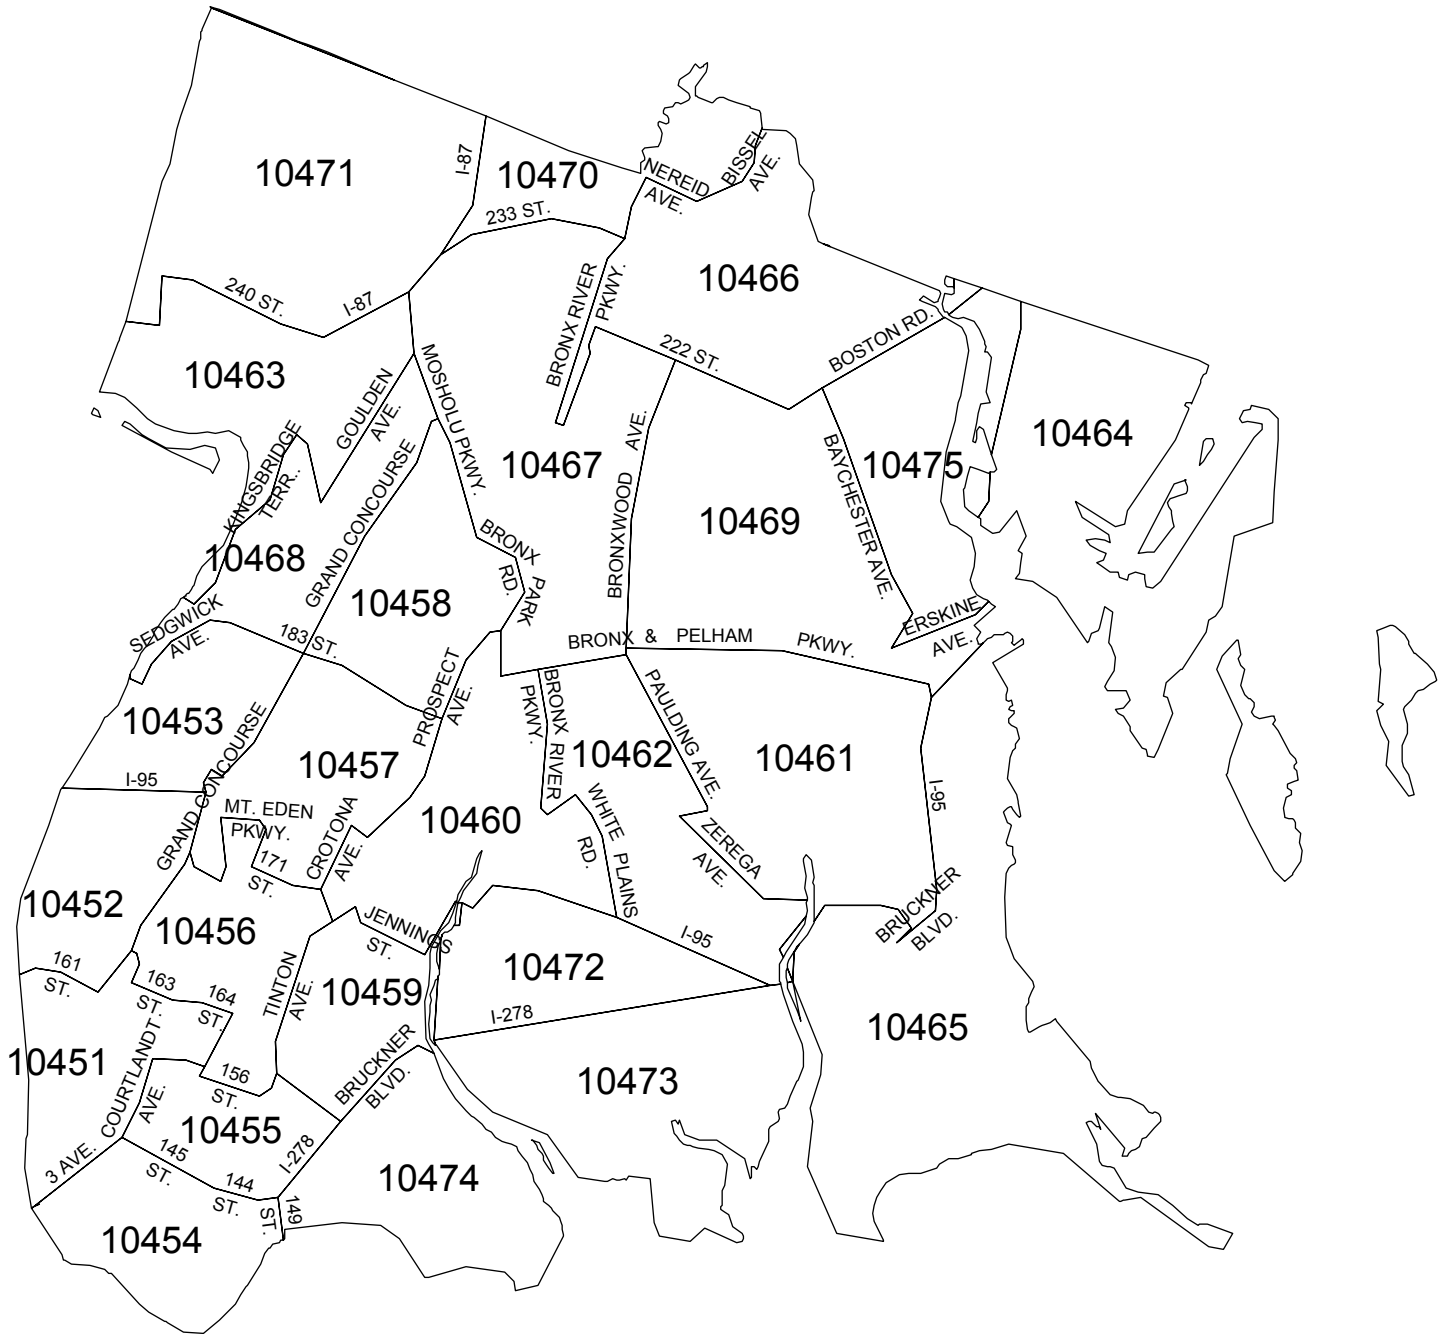 10471
I-87
10470
233 ST.
NEREID
AVE.
BISSEL
AVE.
10466
240 ST.
I-87
BRONX RIVER
PKWY.
222 ST.
BOSTON RD.
10463
GOULDEN
AVE.
MOSHOLU PKWY.
10467
BRONXWOOD AVE.
10469
BAYCHESTER AVE.
10475
10464
KINGSBRIDGE
TERR..
10468
GRAND CONCOURSE
10458
BRONX PARK
RD.
SEDGWICK
AVE.
183 ST.
BRONX & PELHAM PKWY.
ERSKINE
AVE.
10453
GRAND CONCOURSE
10457
PROSPECT
AVE.
BRONX RIVER
PKWY.
10462
PAULDING AVE.
10461
I-95
I-95
MT. EDEN
PKWY.
171
ST.
CROTONA
AVE.
10460
WHITE PLAINS
RD.
ZEREGA
AVE.
BRUCKNER
BLVD.
10452
10456
JENNINGS
ST.
I-95
161
ST.
163
ST.
164
ST.
TINTON
AVE.
10459
10472
I-278
10465
10451
COURTLANDT
AVE.
156
ST.
BRUCKNER
BLVD.
10473
10455
3 AVE.
145
ST.
144
ST.
I-278
149
ST.
10474
10454